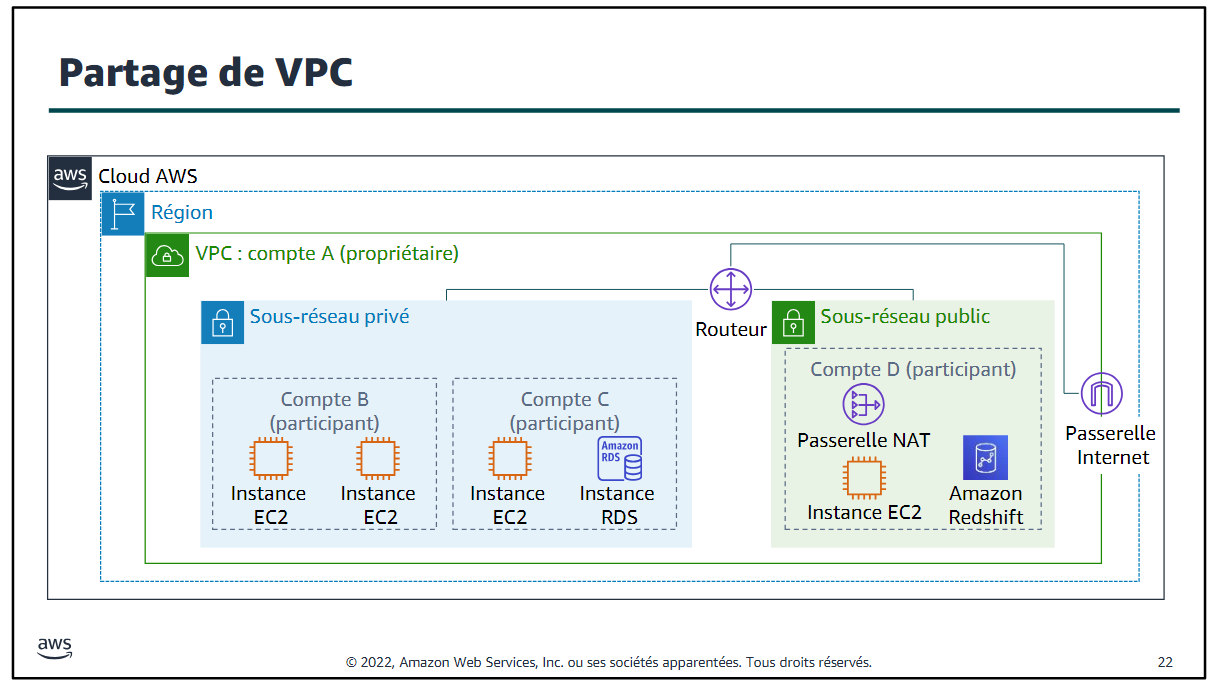 Partage de VPC
aws
Cloud AWS
Région
VPC : compte A (propriétaire)
Routeur
Sous-réseau privé
Compte B
(participant)
Instance
EC2
Instance
EC2
Compte C
(participant)
Instance
EC2
Amazon
RDS
Instance
RDS
Sous-réseau public
Compte D (participant)
Passerelle NAT
Instance EC2
Amazon
Redshift
Passerelle
Internet
aws
© 2022, Amazon Web Services, Inc. ou ses sociétés apparentées. Tous droits réservés.
22